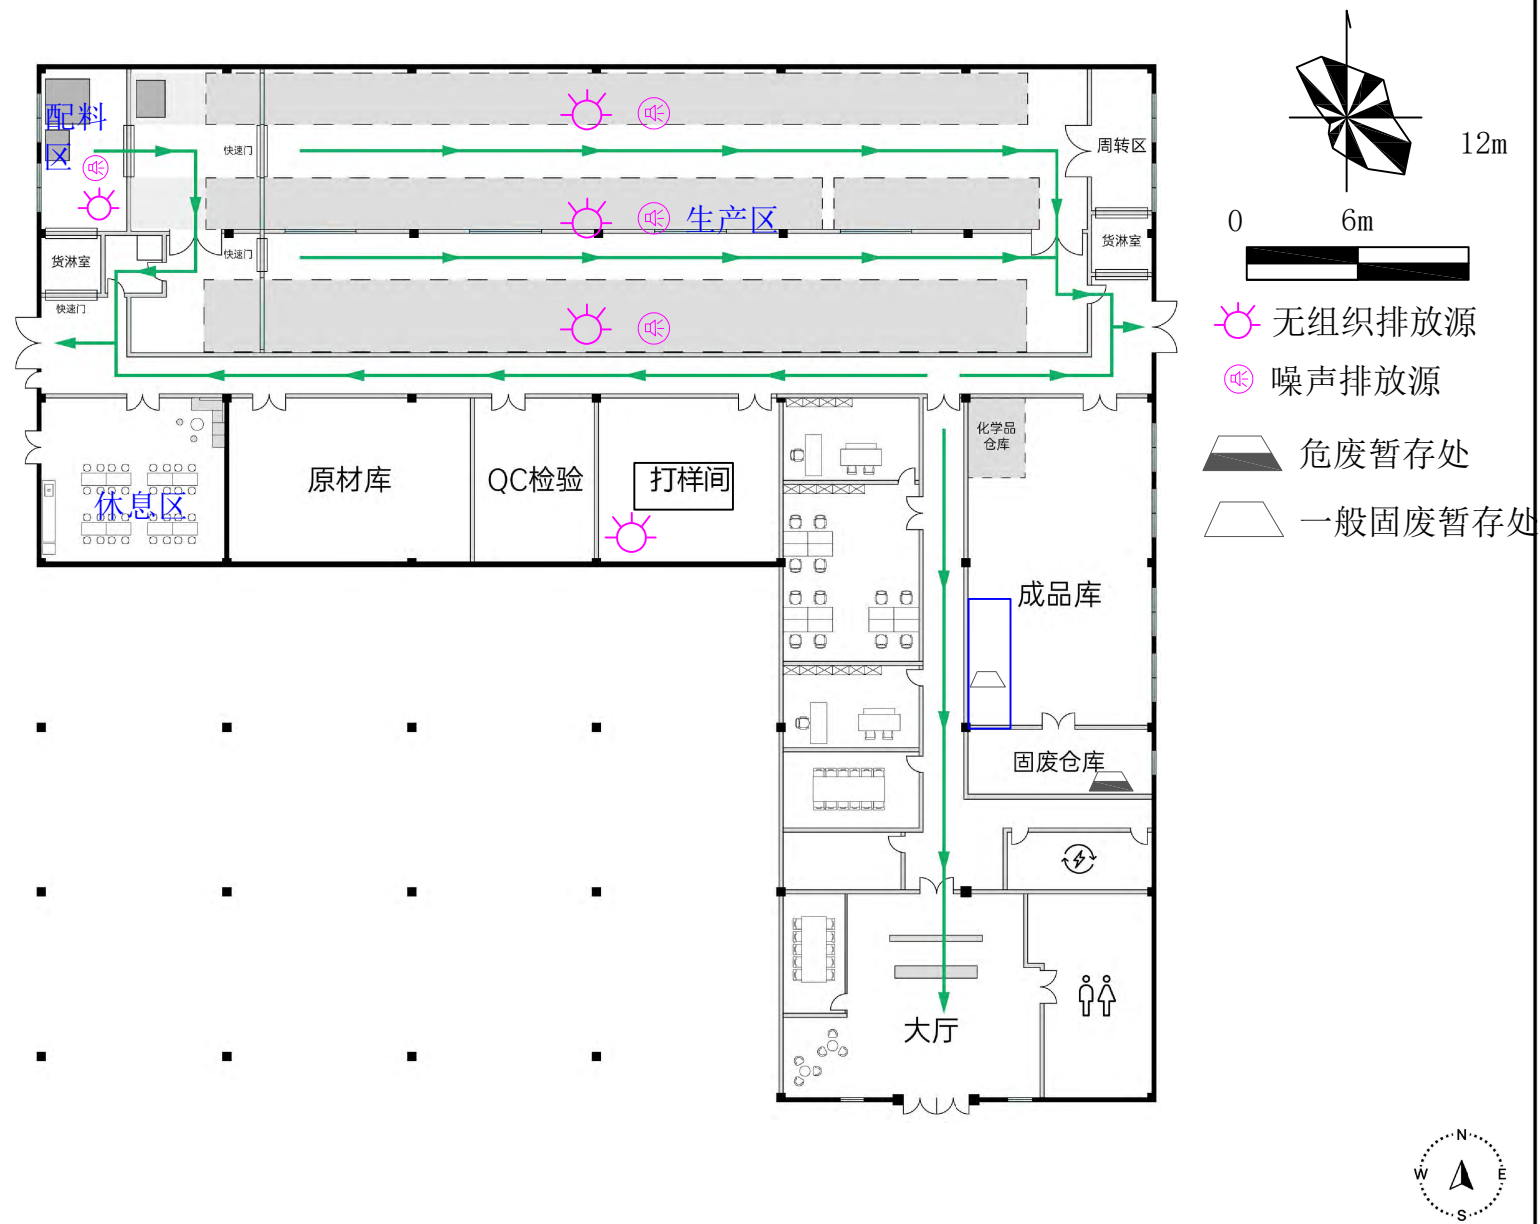 配料
区
快速门
周转区
生产区
货淋室
快速门
货淋室
快速门
休息区
原材库
QC检验
打样间
化学品
仓库
成品库
固废仓库
大厅
12m
0
6m
无组织排放源
噪声排放源
危废暂存处
一般固废暂存处
N
W
E
S